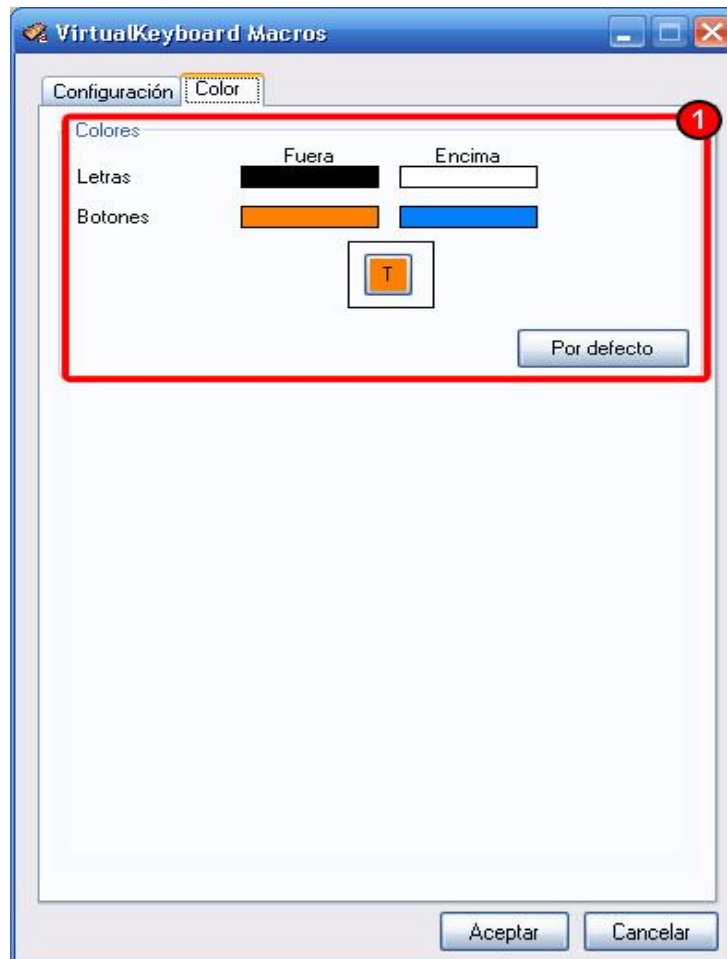 VirtualKeyboard Macros
Configuración Color
1
Colores
Fuera Encima
Letras
Botones
T
Por defecto
Aceptar Cancelar